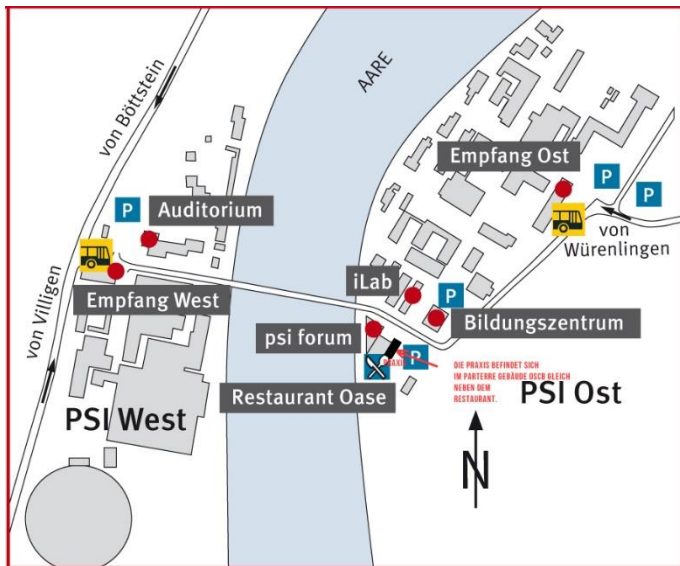 von Böttstein
AARE
Empfang Ost
P
P
P
Auditorium
von
Würenlingen
iLab
P
Empfang West
Bildungszentrum
von Villigen
psi forum
P
PRAXIS
DIE PRAXIS BEFINDET SICH
IM PARTERRE GEBÄUDE OSCB GLEICH
NEBEN DEM
RESTAURANT.
Restaurant Oase
PSI Ost
PSI West
N